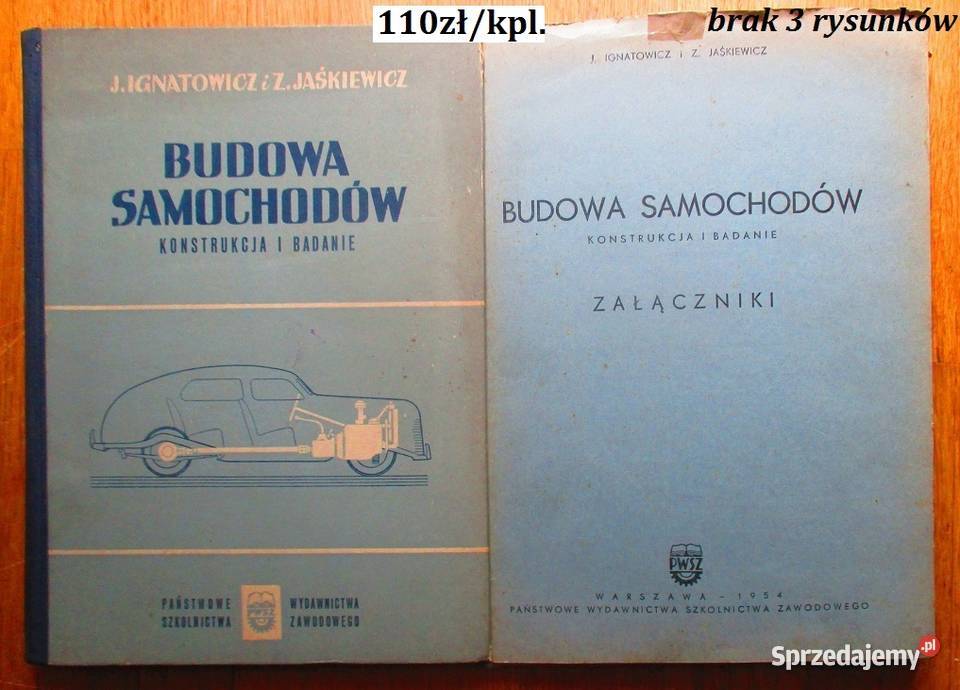 110zł/kpl.
brak 3 rysunków
J. IGNATOWICZ i Z. JAŚKIEWICZ
BUDOWA
SAMOCHODÓW
KONSTRUKCJA I BADANIE
PAŃSTWOWE
SZKOLNICTWA
PWSZ
WYDAWNICTWA
ZAWODOWEGO
J. IGNATOWICZ i Z. JAŚKIEWICZ
BUDOWA SAMOCHODÓW
KONSTRUKCJA I BADANIE
ZAŁĄCZNIKI
PWSZ
WARSZAWA - 1954
PAŃSTWOWE WYDAWNICTWA SZKOLNICTWA ZAWODOWEGO
Sprzedajemy.pl